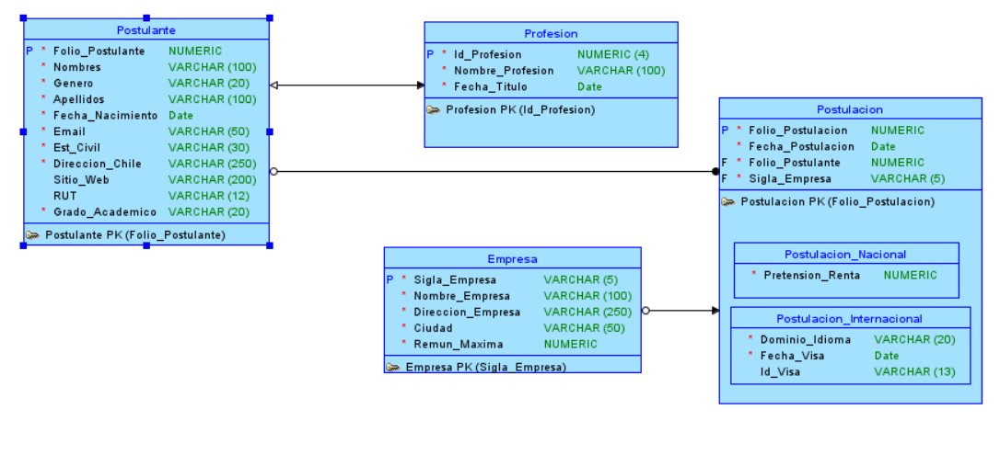 Postulante
P * Folio_Postulante NUMERIC
* Nombres VARCHAR (100)
* Genero VARCHAR (20)
* Apellidos VARCHAR (100)
* Fecha_Nacimiento Date
* Email VARCHAR (50)
* Est_Civil VARCHAR (30)
* Direccion_Chile VARCHAR (250)
Sitio_Web VARCHAR (200)
RUT VARCHAR (12)
* Grado_Academico VARCHAR (20)
Postulante PK (Folio_Postulante)
Profesion
P * Id_Profesion NUMERIC (4)
* Nombre_Profesion VARCHAR (100)
* Fecha_Titulo Date
Profesion PK (Id_Profesion)
Postulacion
P * Folio_Postulacion NUMERIC
* Fecha_Postulacion Date
F * Folio_Postulante NUMERIC
F * Sigla_Empresa VARCHAR (5)
Postulacion PK (Folio_Postulacion)
Postulacion_Nacional
* Pretension_Renta NUMERIC
Postulacion_Internacional
* Dominio_Idioma VARCHAR (20)
* Fecha_Visa Date
Id_Visa VARCHAR (13)
Empresa
P * Sigla_Empresa VARCHAR (5)
* Nombre_Empresa VARCHAR (100)
* Direccion_Empresa VARCHAR (250)
* Ciudad VARCHAR (50)
* Remun_Maxima NUMERIC
Empresa PK (Sigla_Empresa)